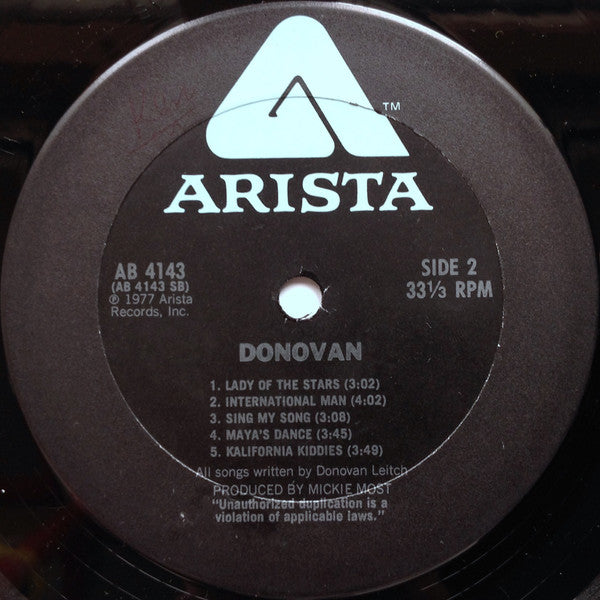 TM
ARISTA
AB 4143
(AB 4143 SB)
℗ 1977 Arista
Records, Inc.
SIDE 2
33⅓ RPM
DONOVAN
1. LADY OF THE STARS (3:02)
2. INTERNATIONAL MAN (4:02)
3. SING MY SONG (3:08)
4. MAYA'S DANCE (3:45)
5. KALIFORNIA KIDDIES (3:49)
All songs written by Donovan Leitch
PRODUCED BY MICKIE MOST
"Unauthorized duplication is a
violation of applicable laws."